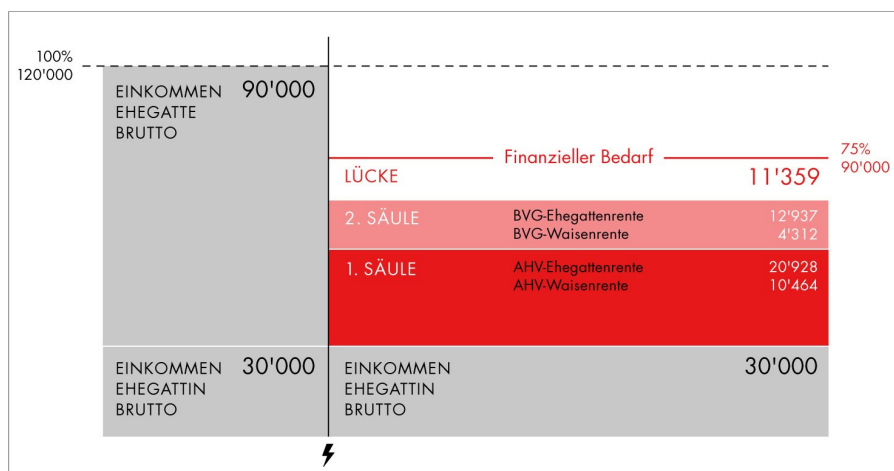 100%
120'000
EINKOMMEN 90'000
EHEGATTE
BRUTTO
Finanzieller Bedarf
75%
90'000
LÜCKE 11'359
2. SÄULE BVG-Ehegattenrente 12'937
BVG-Waisenrente 4'312
1. SÄULE AHV-Ehegattenrente 20'928
AHV-Waisenrente 10'464
EINKOMMEN 30'000
EHEGATTIN
BRUTTO
EINKOMMEN 30'000
EHEGATTIN
BRUTTO